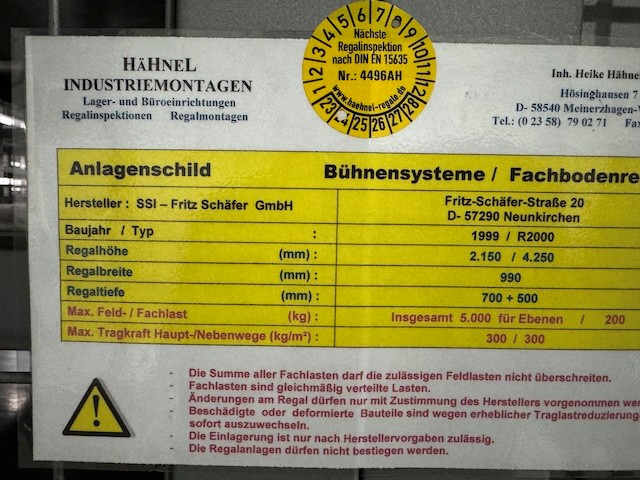 1 2 3 4 5 6 7 9 10 11 12
Nächste
Regalinspektion
nach DIN EN 15635
Nr.: 4496AH
www.haehnel-regale.de
23 24 25 26 27 28
HÄHNEL
INDUSTRIEMONTAGEN
Lager- und Büroeinrichtungen
Regalinspektionen Regalmontagen
Inh. Heike Hähne
Hösinghausen 7
D- 58540 Meinerzhagen-
Tel.: (0 23 58) 79 02 71 Fax
Anlagenschild Bühnensysteme / Fachbodenre
Hersteller : SSI – Fritz Schäfer GmbH
Fritz-Schäfer-Straße 20
D- 57290 Neunkirchen
Baujahr / Typ : 1999 / R2000
Regalhöhe (mm) : 2.150 / 4.250
Regalbreite (mm) : 990
Regaltiefe (mm) : 700 + 500
Max. Feld- / Fachlast (kg) : Insgesamt 5.000 für Ebenen / 200
Max. Tragkraft Haupt-/Nebenwege (kg/m²) : 300 / 300
- Die Summe aller Fachlasten darf die zulässigen Feldlasten nicht überschreiten.
- Fachlasten sind gleichmäßig verteilte Lasten.
- Änderungen am Regal dürfen nur mit Zustimmung des Herstellers vorgenommen wer
- Beschädigte oder deformierte Bauteile sind wegen erheblicher Traglastreduzierung
sofort auszuwechseln.
- Die Einlagerung ist nur nach Herstellervorgaben zulässig.
- Die Regalanlagen dürfen nicht bestiegen werden.